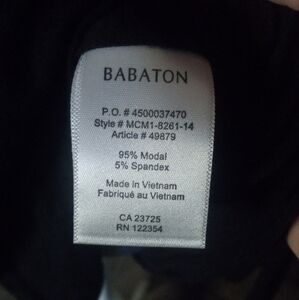 BABATON
P.O. # 4500037470
Style # MCM1-8261-14
Article # 49879
95% Modal
5% Spandex
Made in Vietnam
Fabriqué au Vietnam
CA 23725
RN 122354